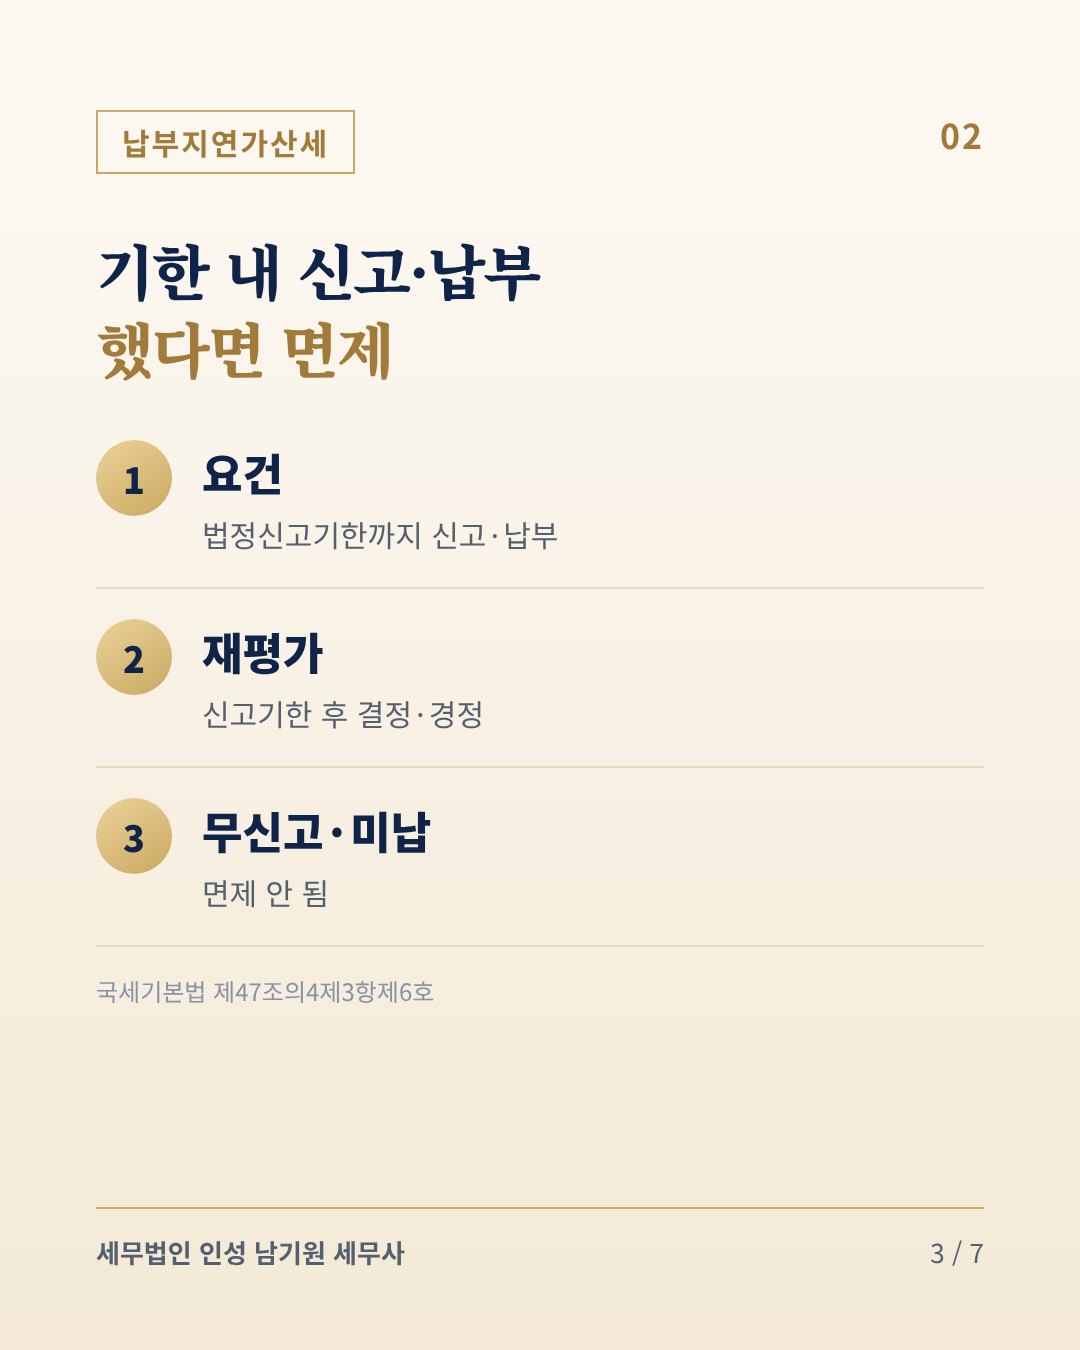 납부지연가산세
02
기한 내 신고·납부
했다면 면제
1
요건
법정신고기한까지 신고·납부
2
재평가
신고기한 후 결정·경정
3
무신고·미납
면제 안 됨
국세기본법 제47조의4제3항제6호
세무법인 인성 남기원 세무사
3 / 7